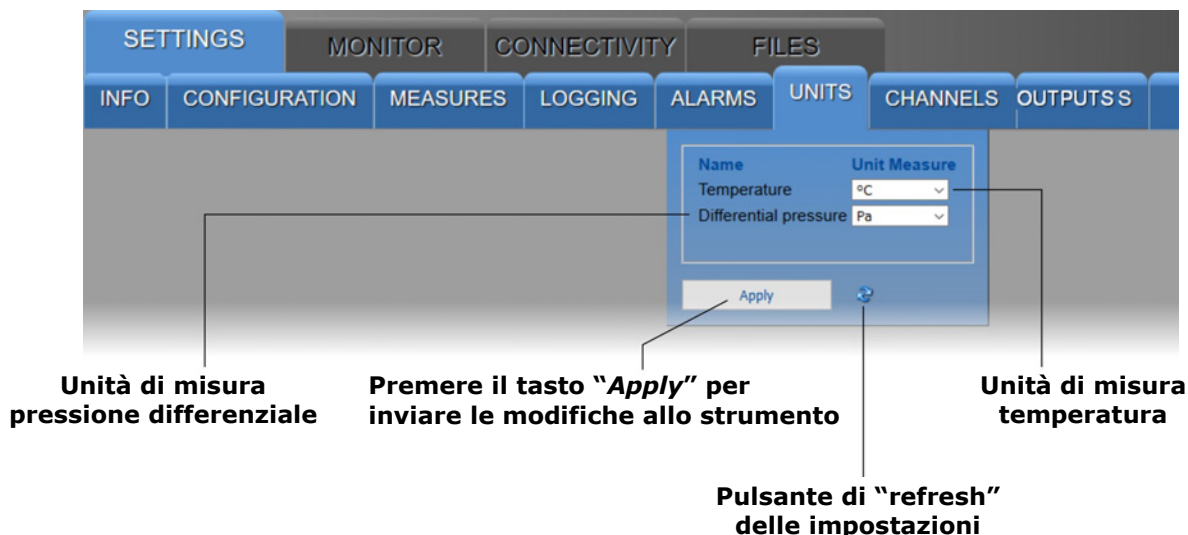 SETTINGS MONITOR CONNECTIVITY FILES
INFO CONFIGURATION MEASURES LOGGING ALARMS UNITS CHANNELS OUTPUTS S
Name Unit Measure
Temperature °C
Differential pressure Pa
Apply
Unità di misura
pressione differenziale
Premere il tasto “Apply” per
inviare le modifiche allo strumento
Unità di misura
temperatura
Pulsante di “refresh”
delle impostazioni